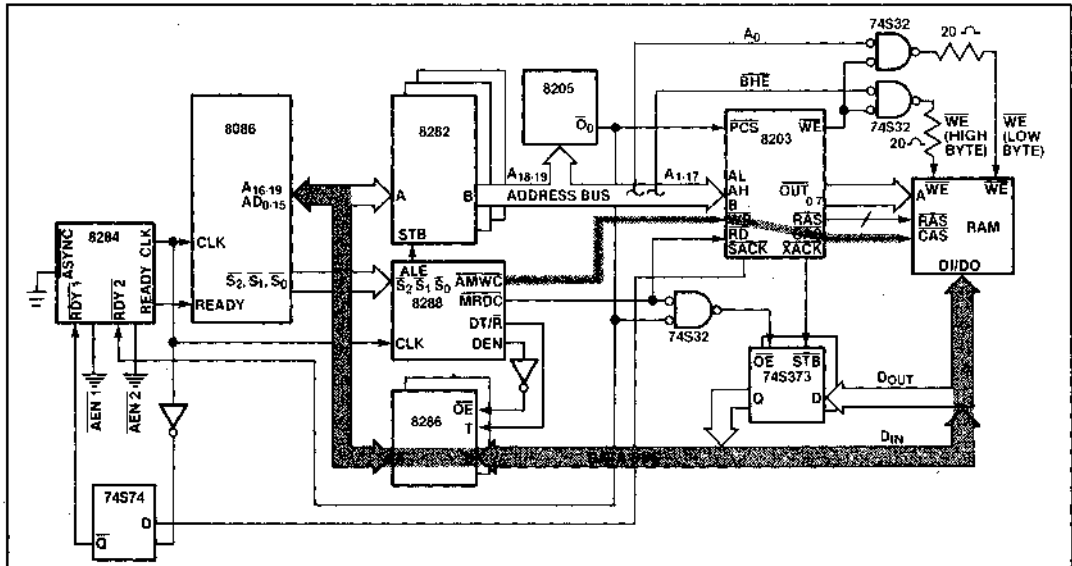 74S32
20
A0
BHE
74S32
WE (HIGH BYTE)
20
WE (LOW BYTE)
8086
A16-19
AD0-15
CLK
READY
S2, S1, S0
8282
A
B
STB
8205
O0
A18-19
ADDRESS BUS
A1-17
8203
PCS
WE
AL
AH
B
OUT 0-7
WR
RD
RAS
CAS
SACK
XACK
A
WE
WE
RAS
CAS
RAM
DI/DO
8284
ASYNC
CLK
RDY 1
RDY 2
READY
AEN 1
AEN 2
ALE
S2 S1 S0
8288
AMWC
MRDC
DT/R
DEN
CLK
74S32
OE
STB
74S373
Q
D
DOUT
DIN
8286
OE
T
74S74
D
Q